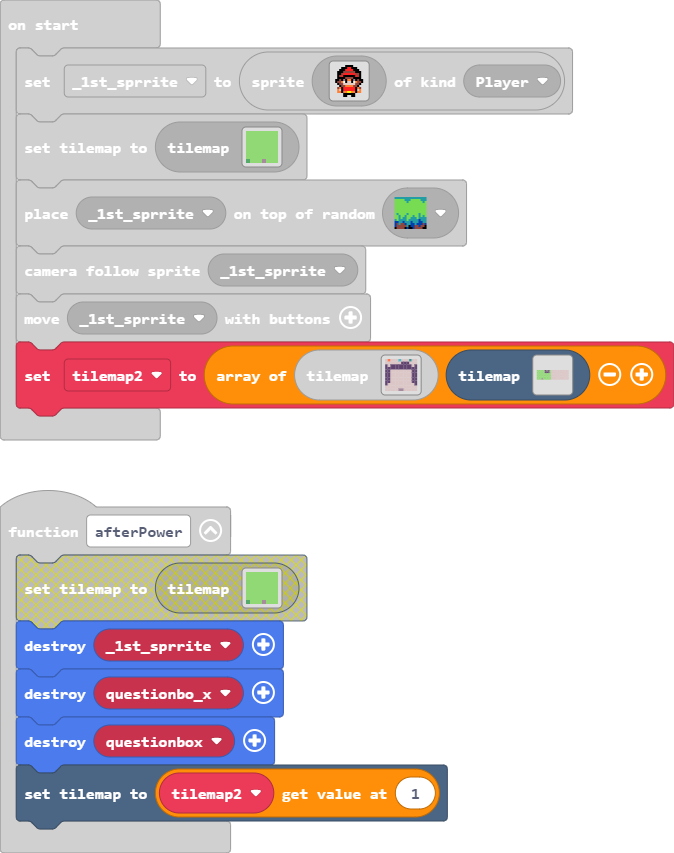 on start
set _1st_sprrite to sprite of kind Player
set tilemap to tilemap
place _1st_sprrite on top of random
camera follow sprite _1st_sprrite
move _1st_sprrite with buttons
set tilemap2 to array of tilemap tilemap
function afterPower
set tilemap to tilemap
destroy _1st_sprrite
destroy questionbo_x
destroy questionbox
set tilemap to tilemap2 get value at 1